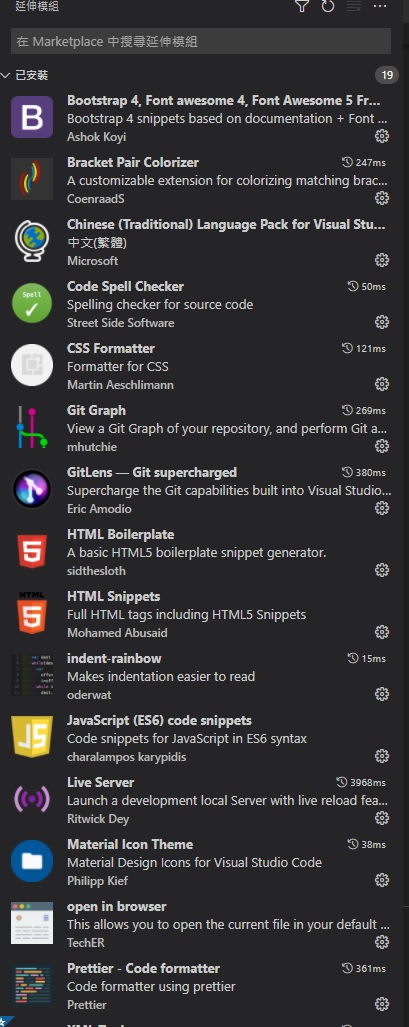 延伸模組
在 Marketplace 中搜尋延伸模組
已安裝 19
Bootstrap 4, Font awesome 4, Font Awesome 5 Fr...
Bootstrap 4 snippets based on documentation + Font ...
Ashok Koyi
B
Bracket Pair Colorizer 247ms
A customizable extension for colorizing matching brac...
CoenraadS
Chinese (Traditional) Language Pack for Visual Stu...
中文(繁體)
Microsoft
Code Spell Checker 50ms
Spelling checker for source code
Street Side Software
Spell
CSS Formatter 121ms
Formatter for CSS
Martin Aeschlimann
Git Graph 269ms
View a Git Graph of your repository, and perform Git a...
mhutchie
GitLens — Git supercharged 380ms
Supercharge the Git capabilities built into Visual Studio...
Eric Amodio
HTML Boilerplate
A basic HTML5 boilerplate snippet generator.
sidthesloth
5
HTML Snippets
Full HTML tags including HTML5 Snippets
Mohamed Abusaid
HTML
5
indent-rainbow 15ms
Makes indentation easier to read
oderwat
JavaScript (ES6) code snippets
Code snippets for JavaScript in ES6 syntax
charalampos karypidis
JS
Live Server 3968ms
Launch a development local Server with live reload fea...
Ritwick Dey
Material Icon Theme 38ms
Material Design Icons for Visual Studio Code
Philipp Kief
open in browser
This allows you to open the current file in your default ...
TechER
Prettier - Code formatter 361ms
Code formatter using prettier
Prettier